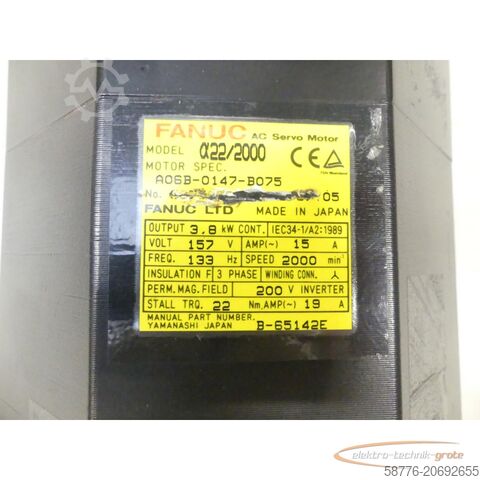 FANUC AC Servo Motor
MODEL α22/2000
MOTOR SPEC.
A06B-0147-B075
No. 05
FANUC LTD MADE IN JAPAN
OUTPUT 3.8 kW CONT. IEC34-1/A2:1989
VOLT 157 V AMP(~) 15 A
FREQ. 133 Hz SPEED 2000 min⁻¹
INSULATION F 3 PHASE WINDING CONN. 人
PERM.MAG.FIELD 200 V INVERTER
STALL TRQ. 22 Nm,AMP(~) 19 A
MANUAL PART NUMBER.
YAMANASHI JAPAN B-65142E
elektro-technik-grote
58776-20692655